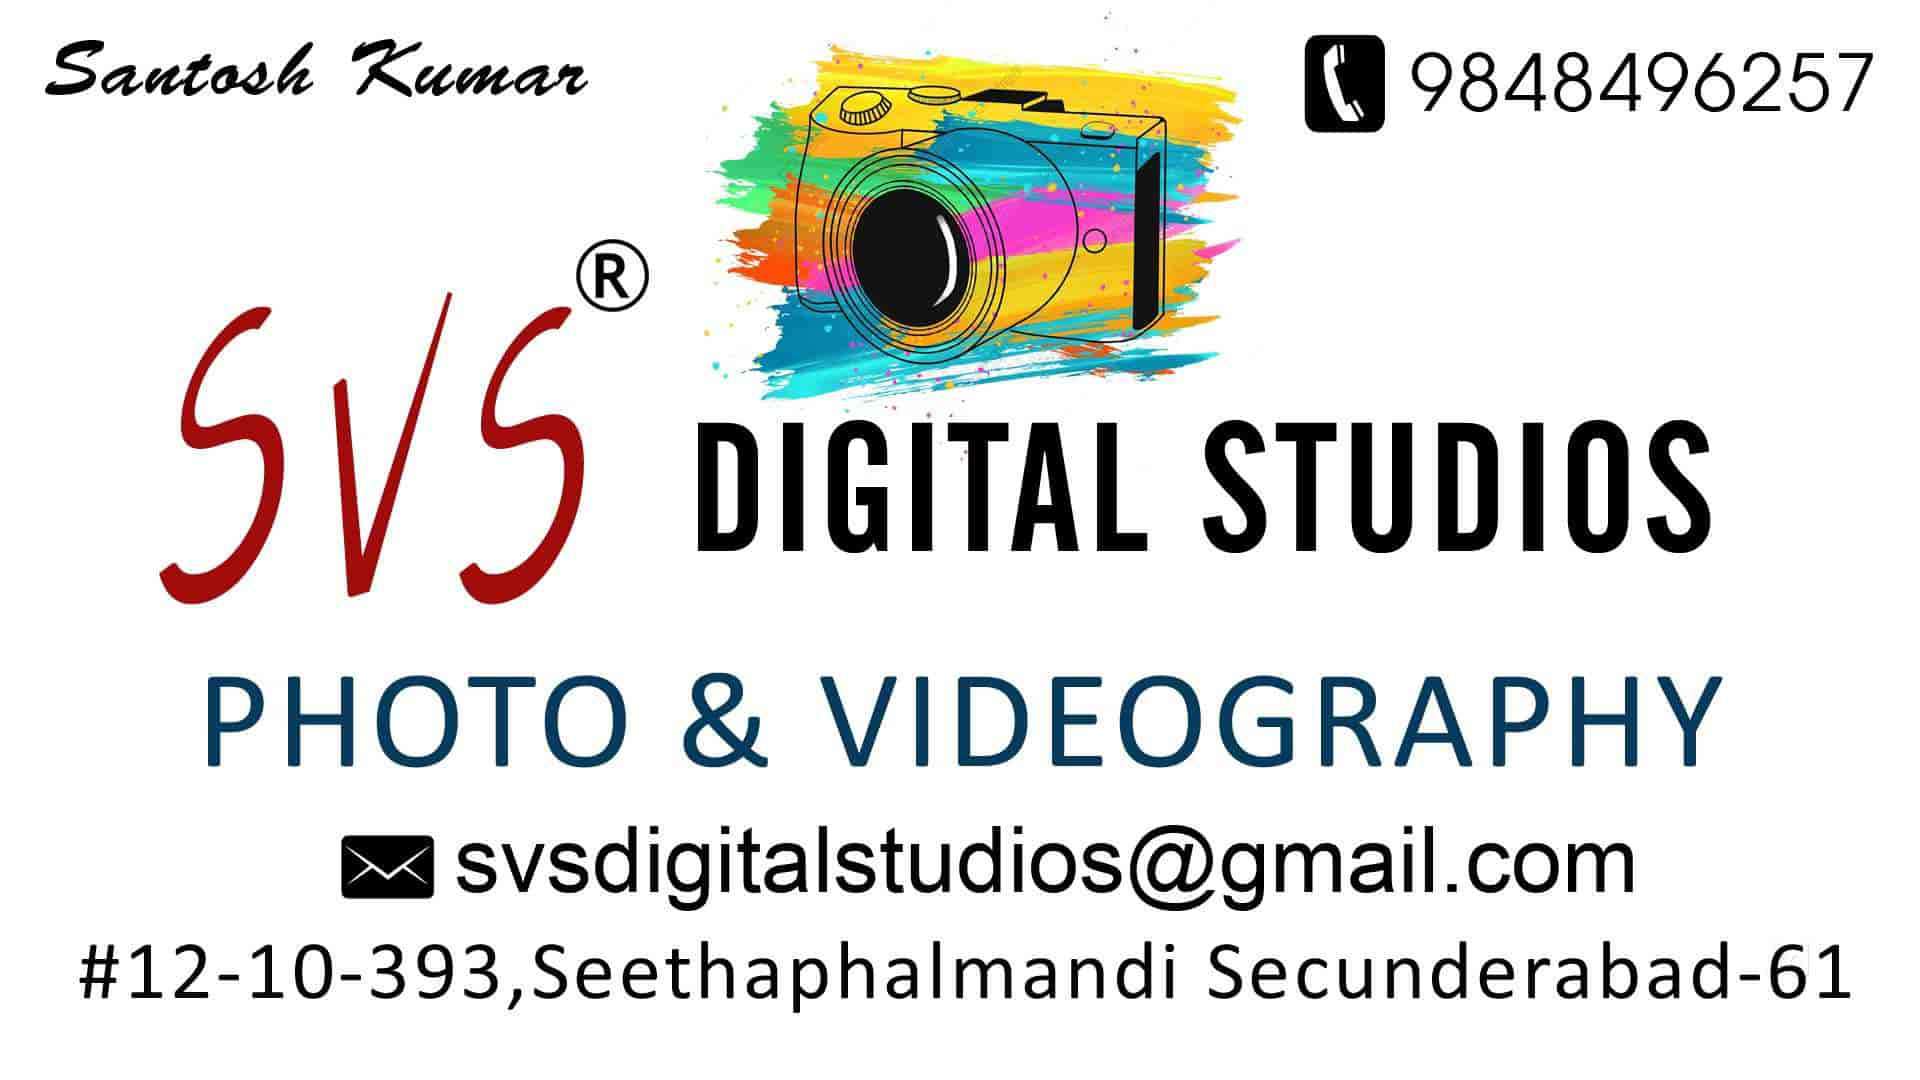 Santosh Kumar
9848496257
SVS®
DIGITAL STUDIOS
PHOTO & VIDEOGRAPHY
svsdigitalstudios@gmail.com
#12-10-393,Seethaphalmandi Secunderabad-61